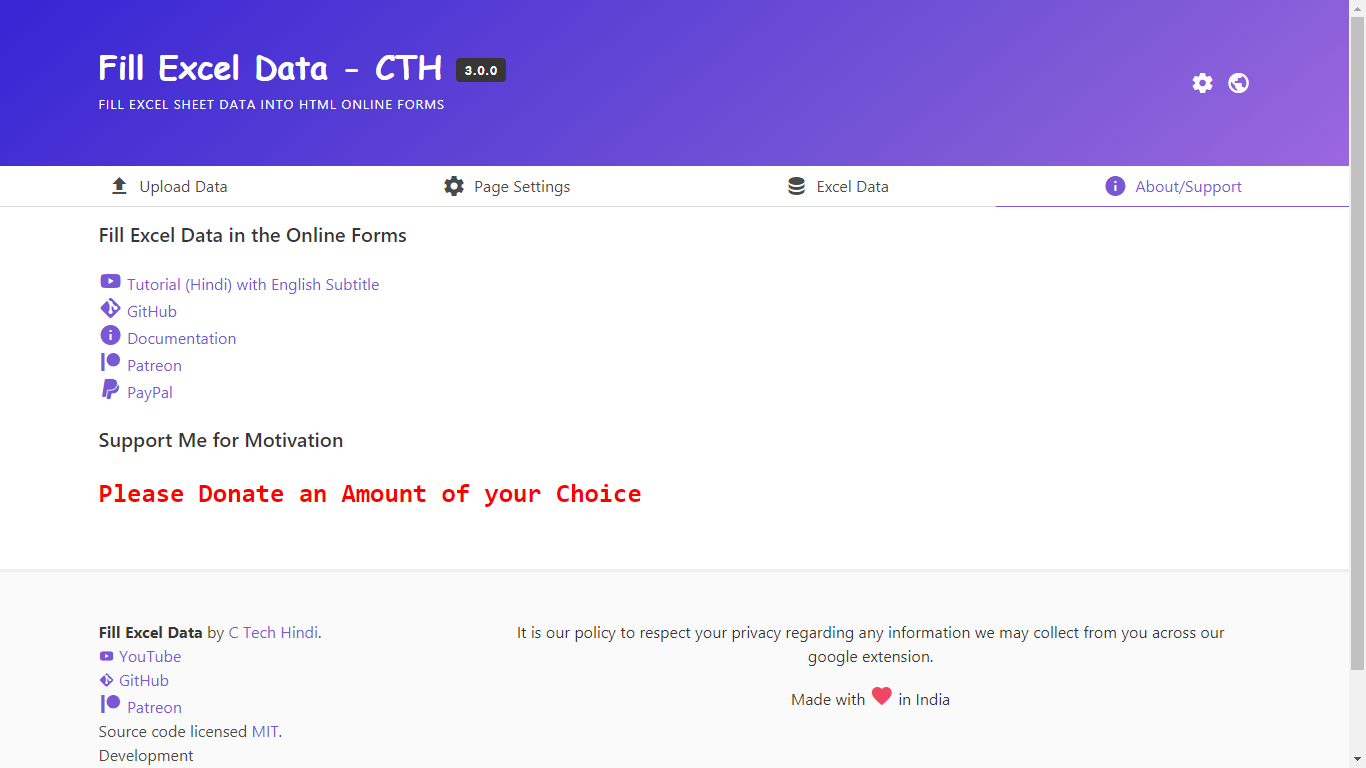 Fill Excel Data - CTH 3.0.0
FILL EXCEL SHEET DATA INTO HTML ONLINE FORMS
Upload Data
Page Settings
Excel Data
About/Support
Fill Excel Data in the Online Forms
Tutorial (Hindi) with English Subtitle
GitHub
Documentation
Patreon
PayPal
Support Me for Motivation
Please Donate an Amount of your Choice
Fill Excel Data by C Tech Hindi.
YouTube
GitHub
Patreon
Source code licensed MIT.
Development
It is our policy to respect your privacy regarding any information we may collect from you across our
google extension.
Made with in India